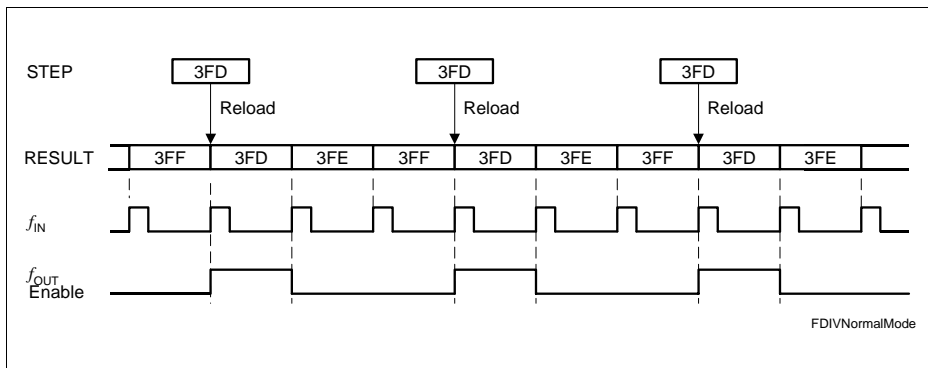 STEP 3FD 3FD 3FD
Reload Reload Reload
RESULT 3FF 3FD 3FE 3FF 3FD 3FE 3FF 3FD 3FE
fIN
fOUT
Enable
FDIVNormalMode